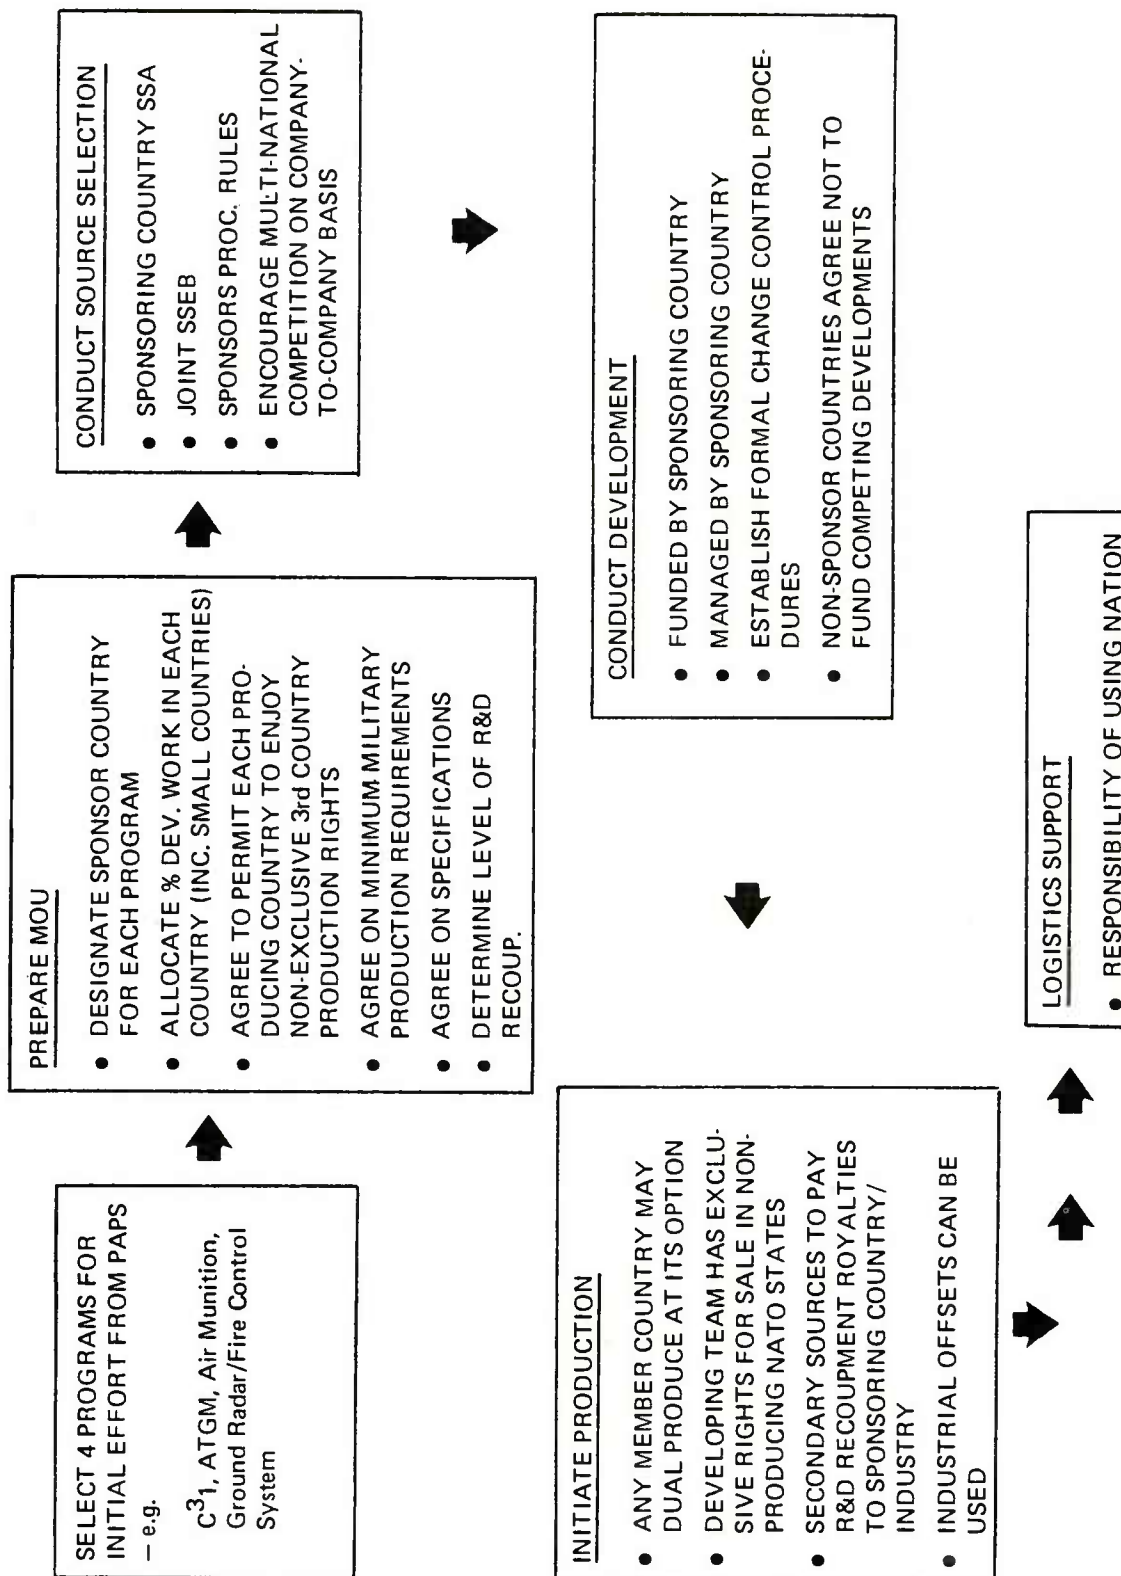 SELECT 4 PROGRAMS FOR
INITIAL EFFORT FROM PAPS
– e.g.
C³1, ATGM, Air Munition,
Ground Radar/Fire Control
System
PREPARE MOU
• DESIGNATE SPONSOR COUNTRY
FOR EACH PROGRAM
• ALLOCATE % DEV. WORK IN EACH
COUNTRY (INC. SMALL COUNTRIES)
• AGREE TO PERMIT EACH PRO-
DUCING COUNTRY TO ENJOY
NON-EXCLUSIVE 3rd COUNTRY
PRODUCTION RIGHTS
• AGREE ON MINIMUM MILITARY
PRODUCTION REQUIREMENTS
• AGREE ON SPECIFICATIONS
• DETERMINE LEVEL OF R&D
RECOUP.
CONDUCT SOURCE SELECTION
• SPONSORING COUNTRY SSA
• JOINT SSEB
• SPONSORS PROC. RULES
• ENCOURAGE MULTI-NATIONAL
COMPETITION ON COMPANY-
TO-COMPANY BASIS
CONDUCT DEVELOPMENT
• FUNDED BY SPONSORING COUNTRY
• MANAGED BY SPONSORING COUNTRY
• ESTABLISH FORMAL CHANGE CONTROL PROCE-
DURES
• NON-SPONSOR COUNTRIES AGREE NOT TO
FUND COMPETING DEVELOPMENTS
INITIATE PRODUCTION
• ANY MEMBER COUNTRY MAY
DUAL PRODUCE AT ITS OPTION
• DEVELOPING TEAM HAS EXCLU-
SIVE RIGHTS FOR SALE IN NON-
PRODUCING NATO STATES
• SECONDARY SOURCES TO PAY
R&D RECOUPMENT ROYALTIES
TO SPONSORING COUNTRY/
INDUSTRY
• INDUSTRIAL OFFSETS CAN BE
USED
LOGISTICS SUPPORT
• RESPONSIBILITY OF USING NATION